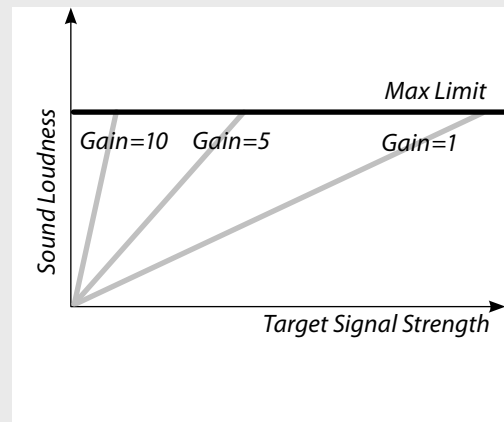 Max Limit
Gain=10
Gain=5
Gain=1
Sound Loudness
Target Signal Strength